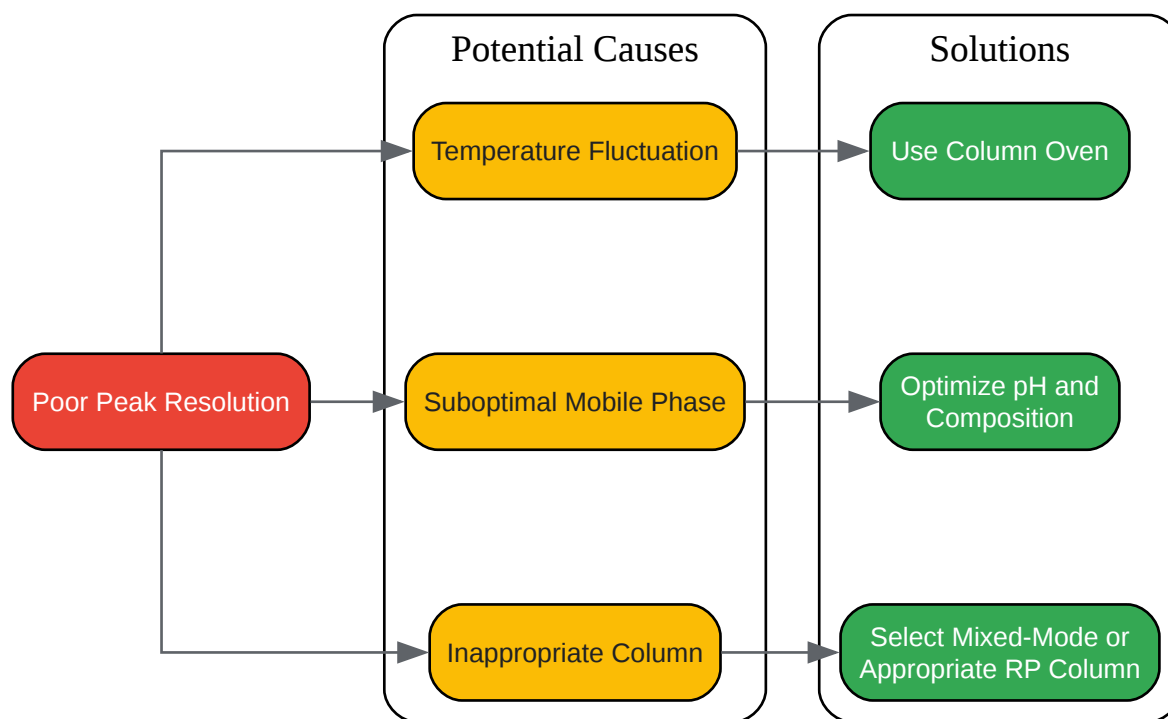 Potential Causes
Solutions
Temperature Fluctuation
Use Column Oven
Poor Peak Resolution
Suboptimal Mobile Phase
Optimize pH and
Composition
Inappropriate Column
Select Mixed-Mode or
Appropriate RP Column